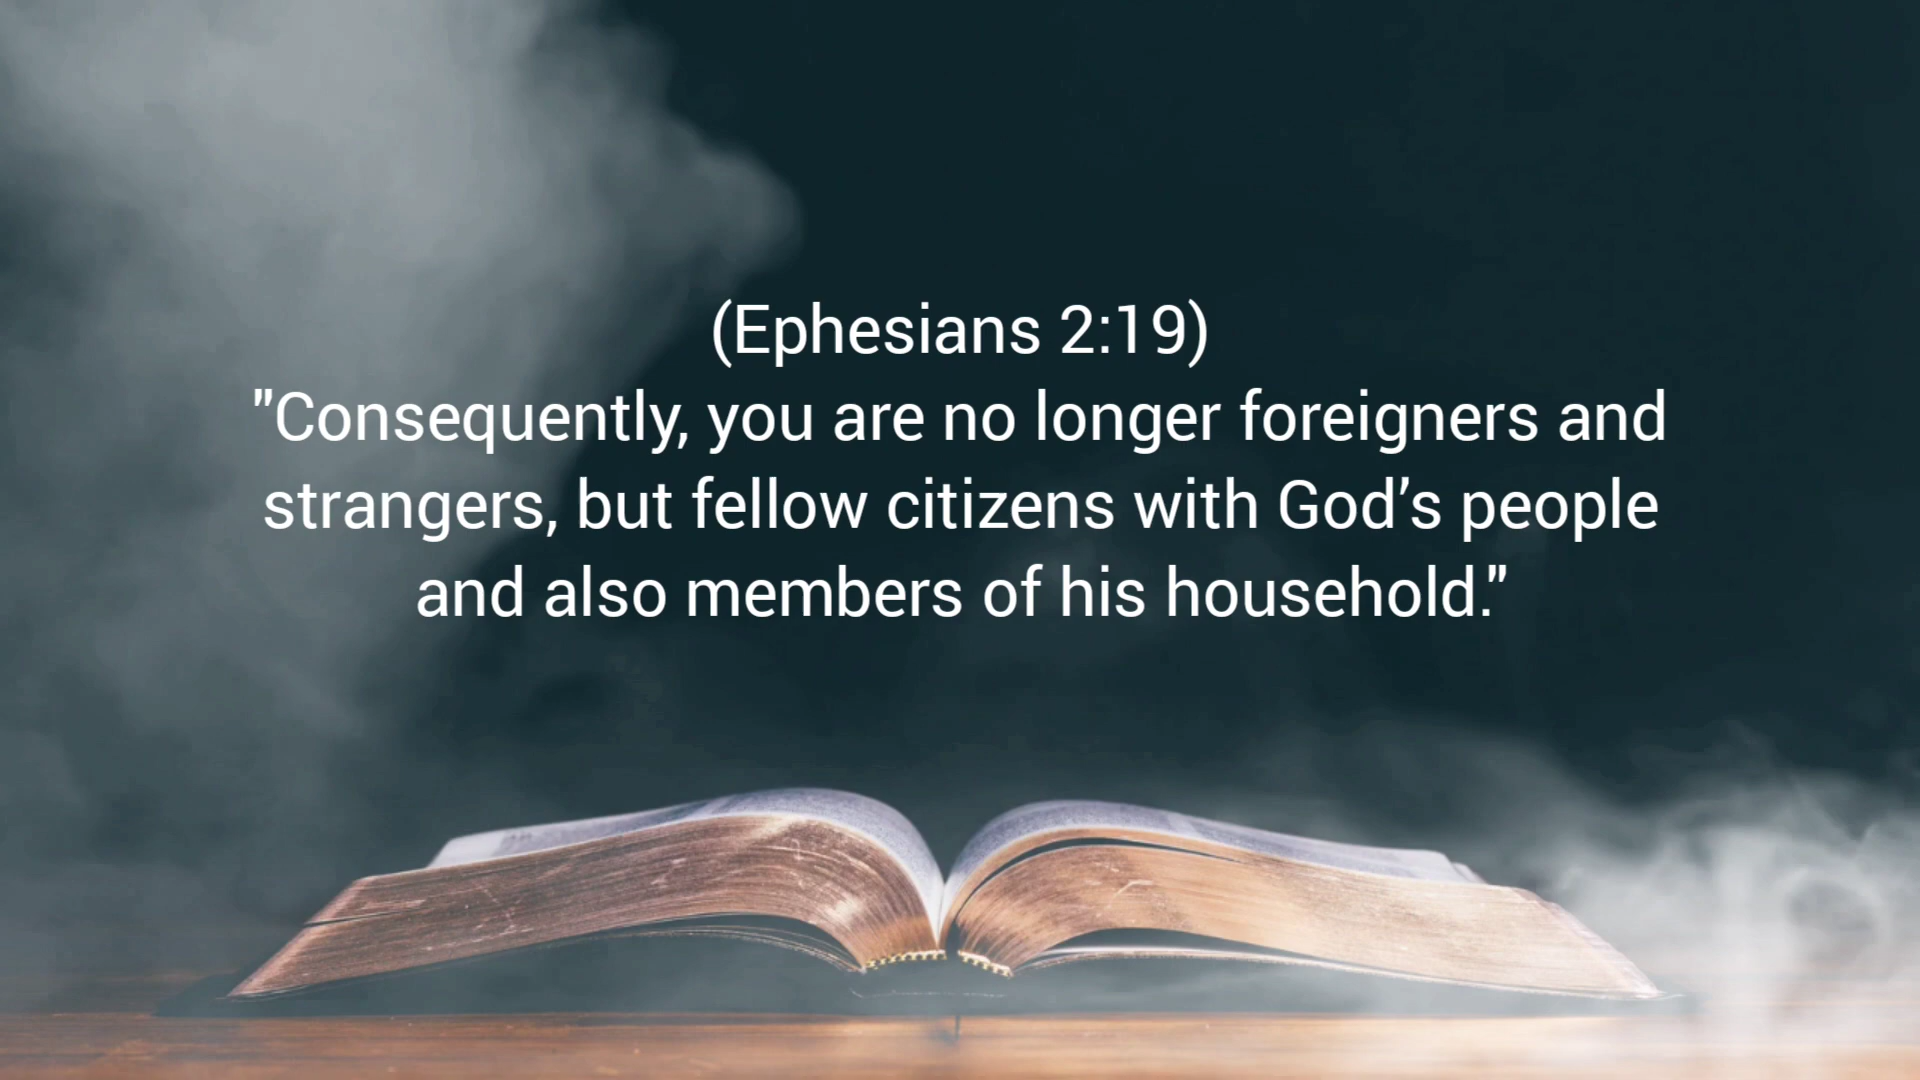 (Ephesians 2:19)
"Consequently, you are no longer foreigners and
strangers, but fellow citizens with God’s people
and also members of his household."